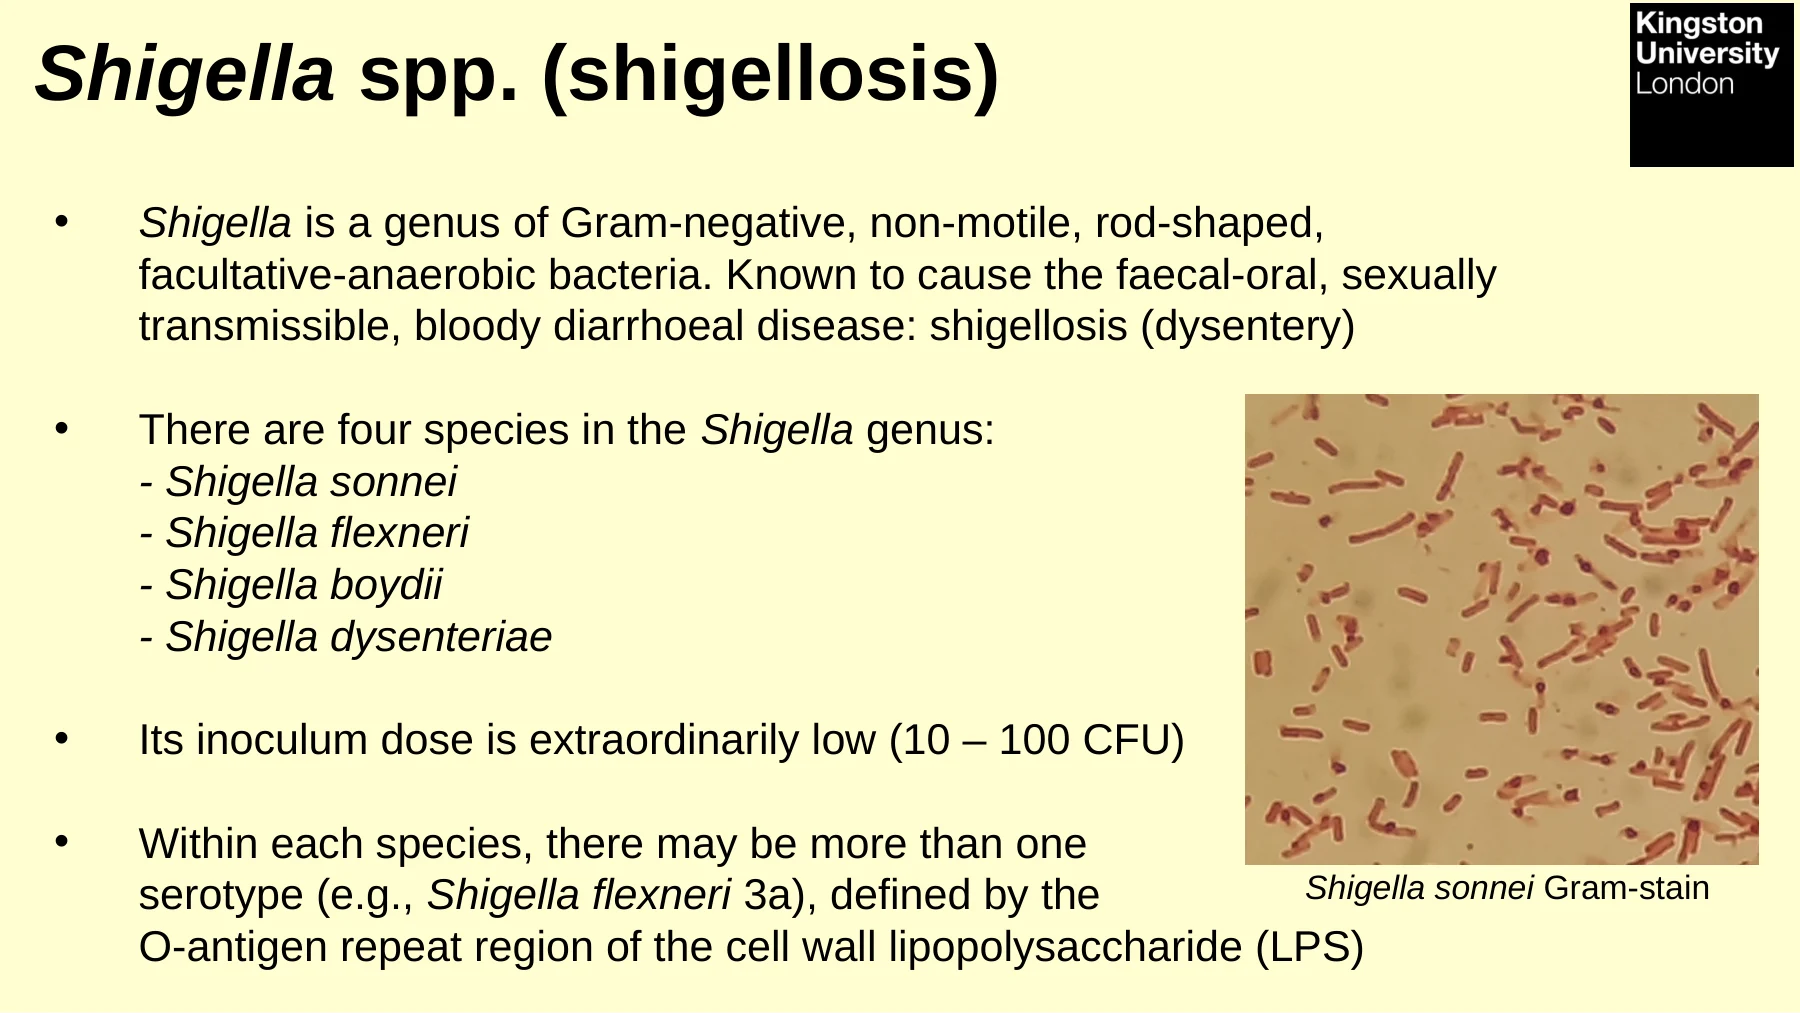 Shigella spp. (shigellosis)
Kingston
University
London
• Shigella is a genus of Gram-negative, non-motile, rod-shaped,
facultative-anaerobic bacteria. Known to cause the faecal-oral, sexually
transmissible, bloody diarrhoeal disease: shigellosis (dysentery)
• There are four species in the Shigella genus:
- Shigella sonnei
- Shigella flexneri
- Shigella boydii
- Shigella dysenteriae
• Its inoculum dose is extraordinarily low (10 – 100 CFU)
• Within each species, there may be more than one
serotype (e.g., Shigella flexneri 3a), defined by the
O-antigen repeat region of the cell wall lipopolysaccharide (LPS)
Shigella sonnei Gram-stain